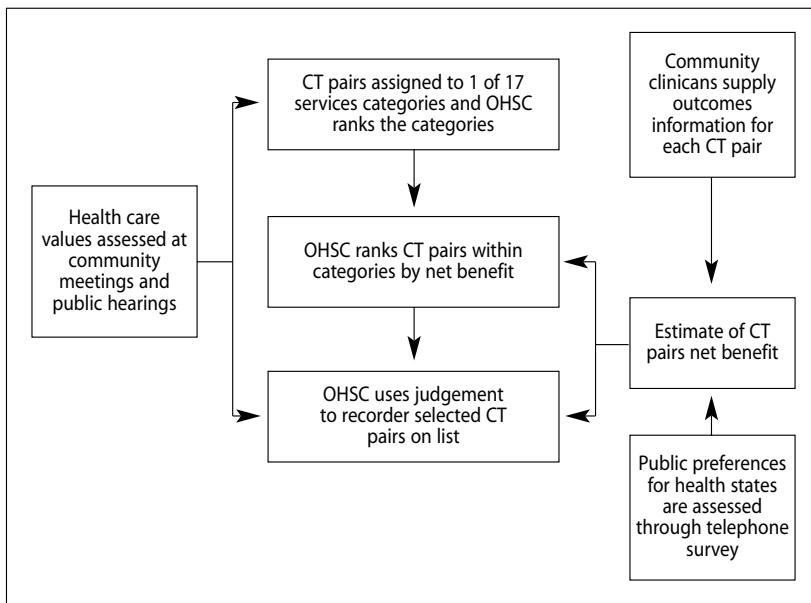 CT pairs assigned to 1 of 17
services categories and OHSC
ranks the categories
Community
clinicians supply
outcomes
information for
each CT pair
Health care
values assessed at
community
meetings and
public hearings
OHSC ranks CT pairs within
categories by net benefit
Estimate of CT
pairs net benefit
OHSC uses judgement
to recorder selected CT
pairs on list
Public preferences
for health states
are assessed
through telephone
survey